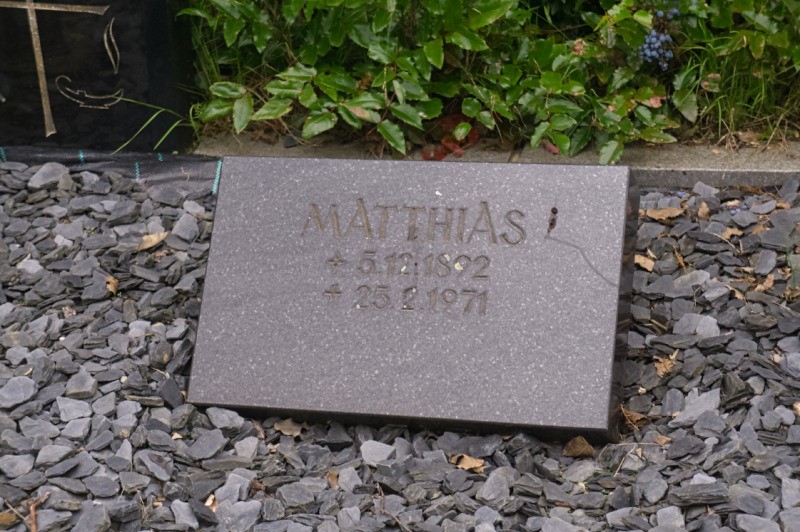 MATTHIAS
+ 5.12.1892
+ 25.2.1971